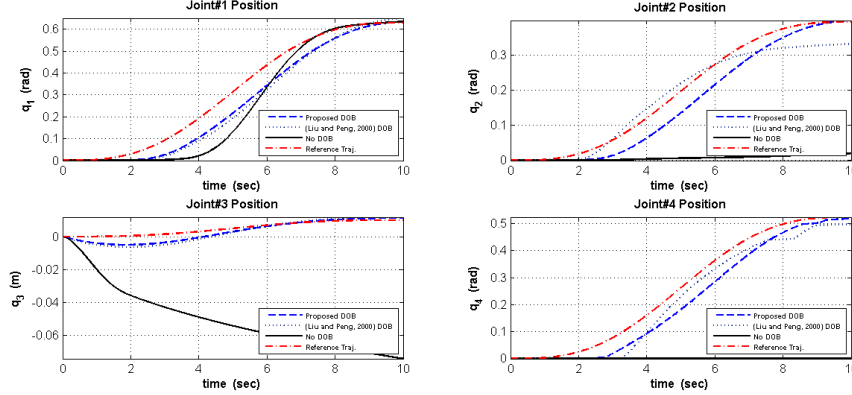 Joint#1 Position
0.6
0.5
0.4
0.3
0.2
0.1
0
q1 (rad)
Proposed DOB
(Liu and Peng, 2000) DOB
No DOB
Reference Traj.
0 2 4 6 8 10
time (sec)
Joint#2 Position
0.3
0.2
0.1
0
q2 (rad)
Proposed DOB
(Liu and Peng, 2000) DOB
No DOB
Reference Traj.
0 2 4 6 8 10
time (sec)
Joint#3 Position
0
-0.02
-0.04
-0.06
q3 (m)
Proposed DOB
(Liu and Peng, 2000) DOB
No DOB
Reference Traj.
0 2 4 6 8 10
time (sec)
Joint#4 Position
0.5
0.4
0.3
0.2
0.1
0
q4 (rad)
Proposed DOB
(Liu and Peng, 2000) DOB
No DOB
Reference Traj.
0 2 4 6 8 10
time (sec)